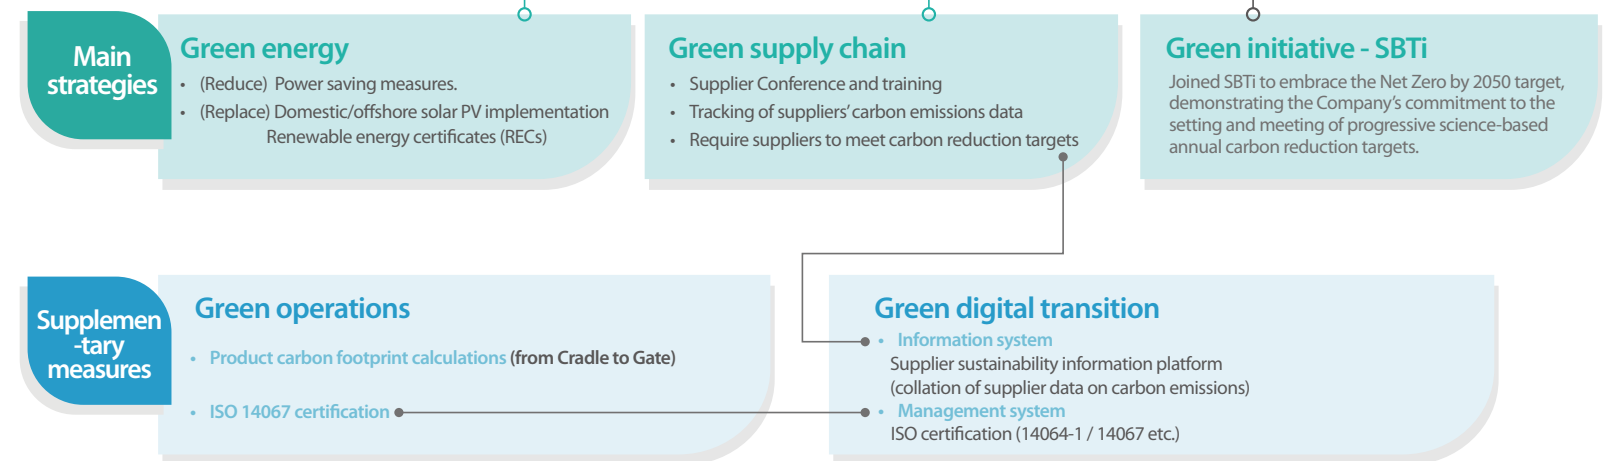 Main
strategies
Green energy
• (Reduce) Power saving measures.
• (Replace) Domestic/offshore solar PV implementation
Renewable energy certificates (RECs)
Green supply chain
• Supplier Conference and training
• Tracking of suppliers' carbon emissions data
• Require suppliers to meet carbon reduction targets
Green initiative - SBTi
Joined SBTi to embrace the Net Zero by 2050 target,
demonstrating the Company's commitment to the
setting and meeting of progressive science-based
annual carbon reduction targets.
Supplemen
-tary
measures
Green operations
• Product carbon footprint calculations (from Cradle to Gate)
• ISO 14067 certification
Green digital transition
• Information system
Supplier sustainability information platform
(collation of supplier data on carbon emissions)
• Management system
ISO certification (14064-1 / 14067 etc.)